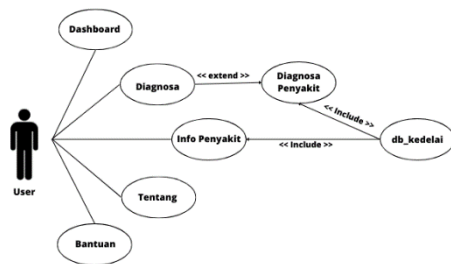 Dashboard
Diagnosa
<< extend >>
Diagnosa
Penyakit
<< Include >>
Info Penyakit
<< Include >>
db_kedelai
User
Tentang
Bantuan